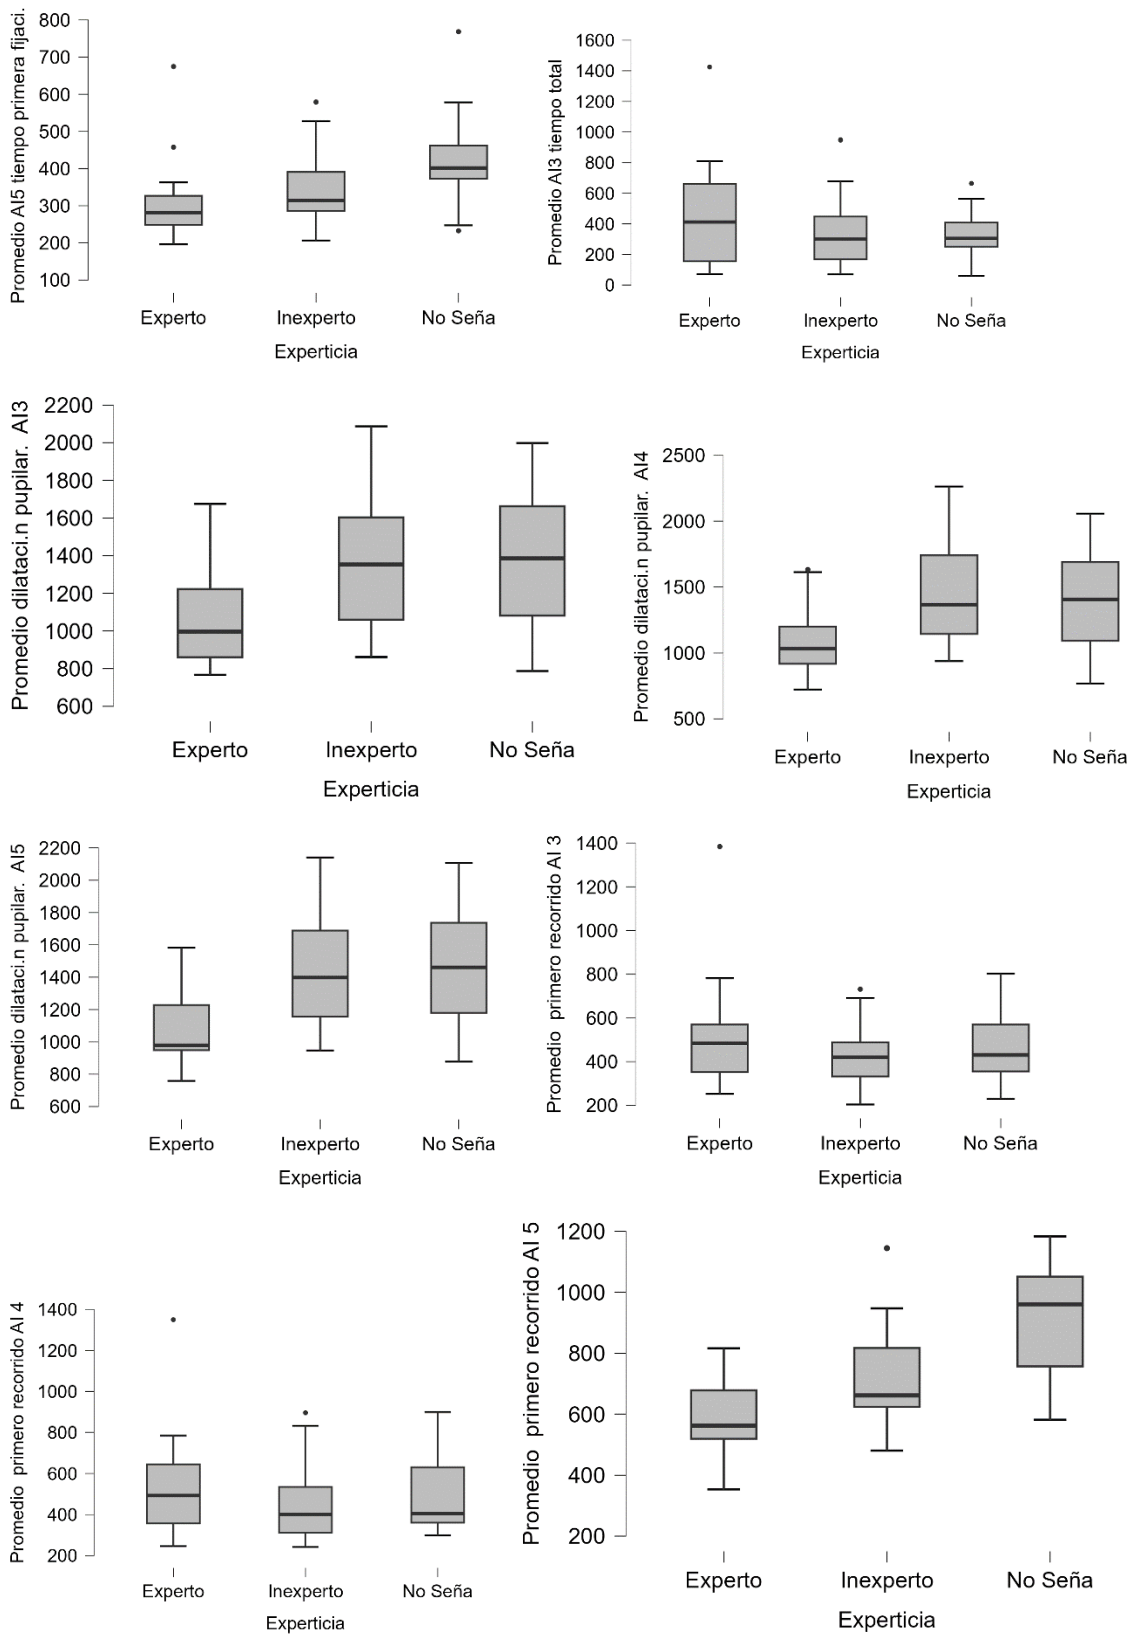 Promedio AI5 tiempo primera fijaci.
800
700
600
500
400
300
200
100
Experto
Inexperto
No Seña
Experticia
Promedio AI3 tiempo total
1600
1400
1200
1000
800
600
400
200
0
Experto
Inexperto
No Seña
Experticia
Promedio dilataci.n pupilar. AI3
2200
2000
1800
1600
1400
1200
1000
800
600
Experto
Inexperto
No Seña
Experticia
Promedio dilataci.n pupilar. AI4
2500
2000
1500
1000
500
Experto
Inexperto
No Seña
Experticia
Promedio dilataci.n pupilar. AI5
2200
2000
1800
1600
1400
1200
1000
800
600
Experto
Inexperto
No Seña
Experticia
Promedio primero recorrido AI 3
1400
1200
1000
800
600
400
200
Experto
Inexperto
No Seña
Experticia
Promedio primero recorrido AI 4
1400
1200
1000
800
600
400
200
Experto
Inexperto
No Seña
Experticia
Promedio primero recorrido AI 5
1200
1000
800
600
400
200
Experto
Inexperto
No Seña
Experticia